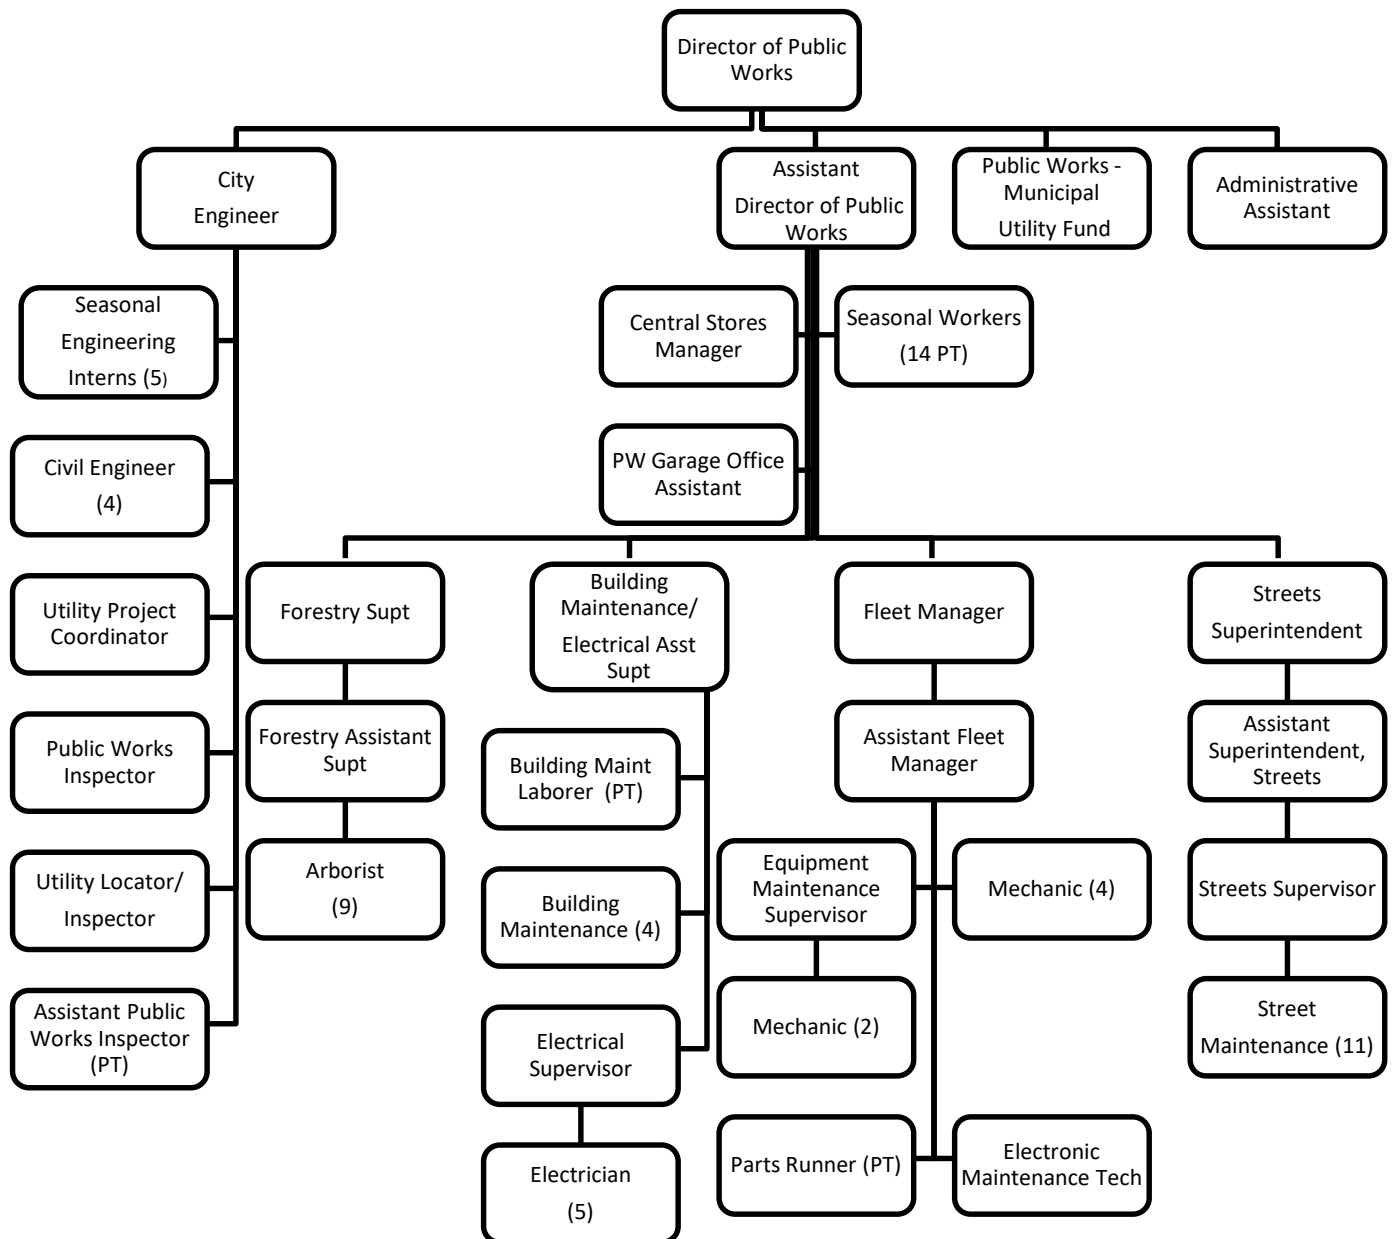 Director of Public
Works
City
Engineer
Assistant
Director of Public
Works
Public Works -
Municipal
Utility Fund
Administrative
Assistant
Seasonal
Engineering
Interns (5)
Central Stores
Manager
Seasonal Workers
(14 PT)
Civil Engineer
(4)
PW Garage Office
Assistant
Utility Project
Coordinator
Forestry Supt
Building
Maintenance/
Electrical Asst
Supt
Fleet Manager
Streets
Superintendent
Public Works
Inspector
Forestry Assistant
Supt
Building Maint
Laborer (PT)
Assistant Fleet
Manager
Assistant
Superintendent,
Streets
Utility Locator/
Inspector
Arborist
(9)
Building
Maintenance (4)
Equipment
Maintenance
Supervisor
Mechanic (4)
Streets Supervisor
Assistant Public
Works Inspector
(PT)
Electrical
Supervisor
Mechanic (2)
Street
Maintenance (11)
Electrician
(5)
Parts Runner (PT)
Electronic
Maintenance Tech